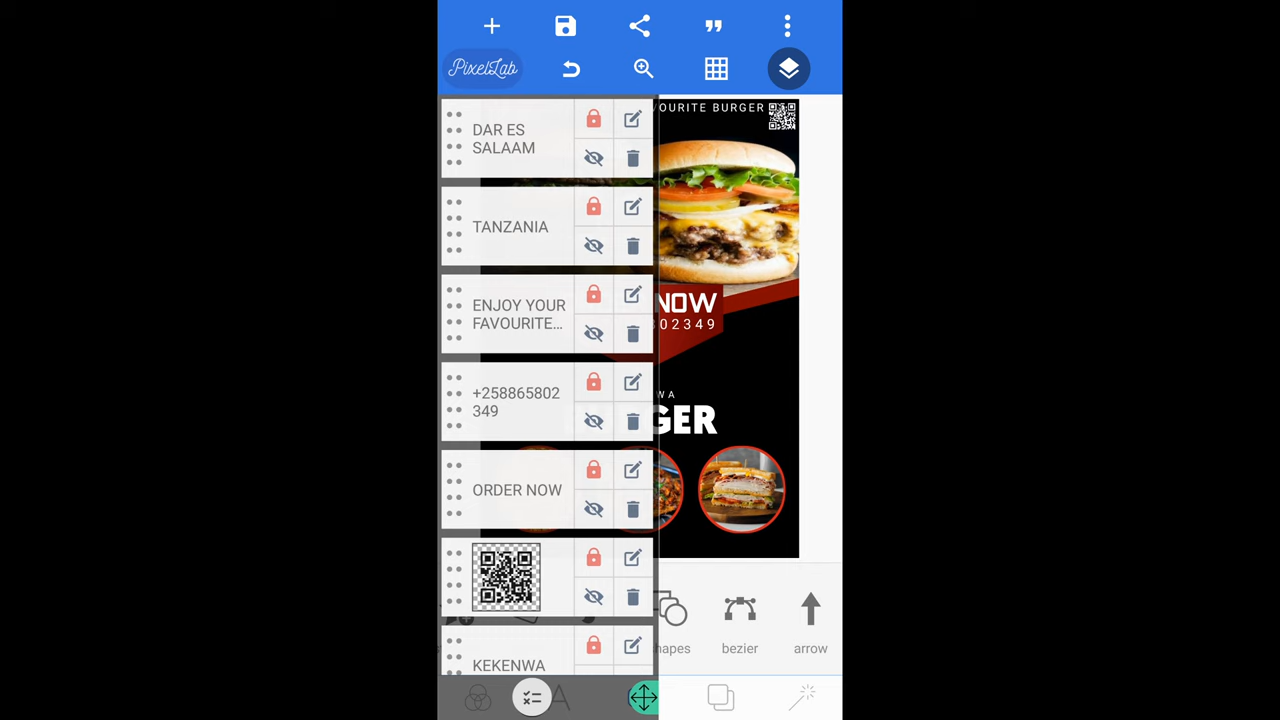 PixelLab
OURITE BURGER
DAR ES
SALAAM
TANZANIA
ENJOY YOUR
FAVOURITE...
NOW
302349
+258865802
349
WA
GER
ORDER NOW
KEKENWA
hapes
bezier
arrow